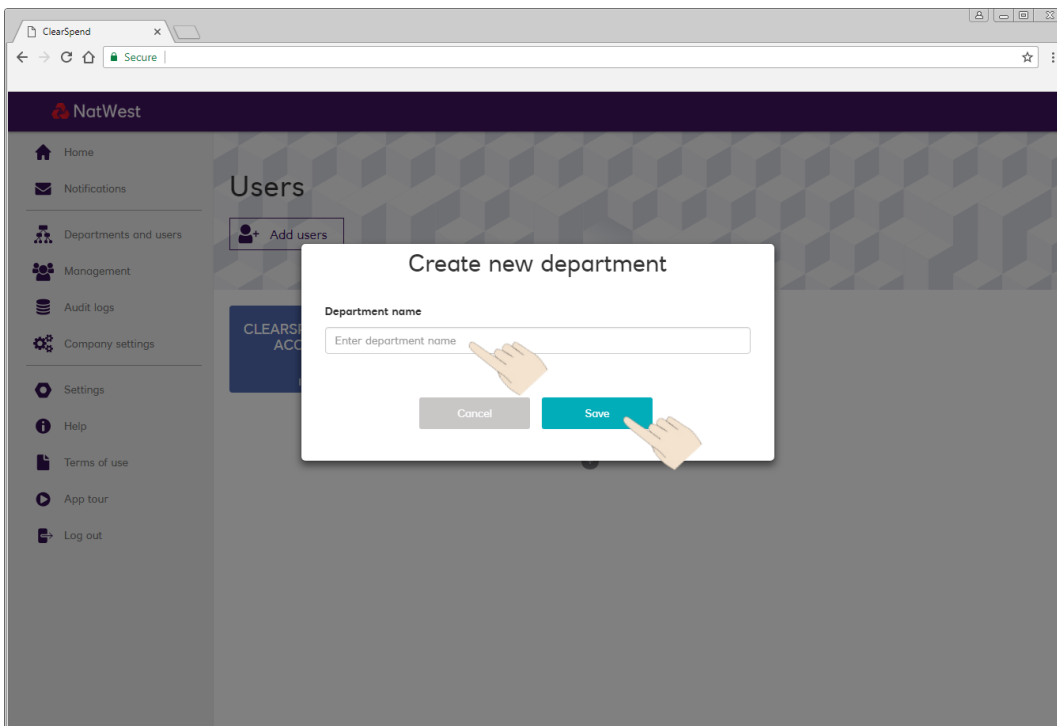 ClearSpend
Secure
NatWest
Home
Notifications
Departments and users
Management
Audit logs
Company settings
Settings
Help
Terms of use
App tour
Log out
Users
Add users
Create new department
Department name
Enter department name
Cancel
Save